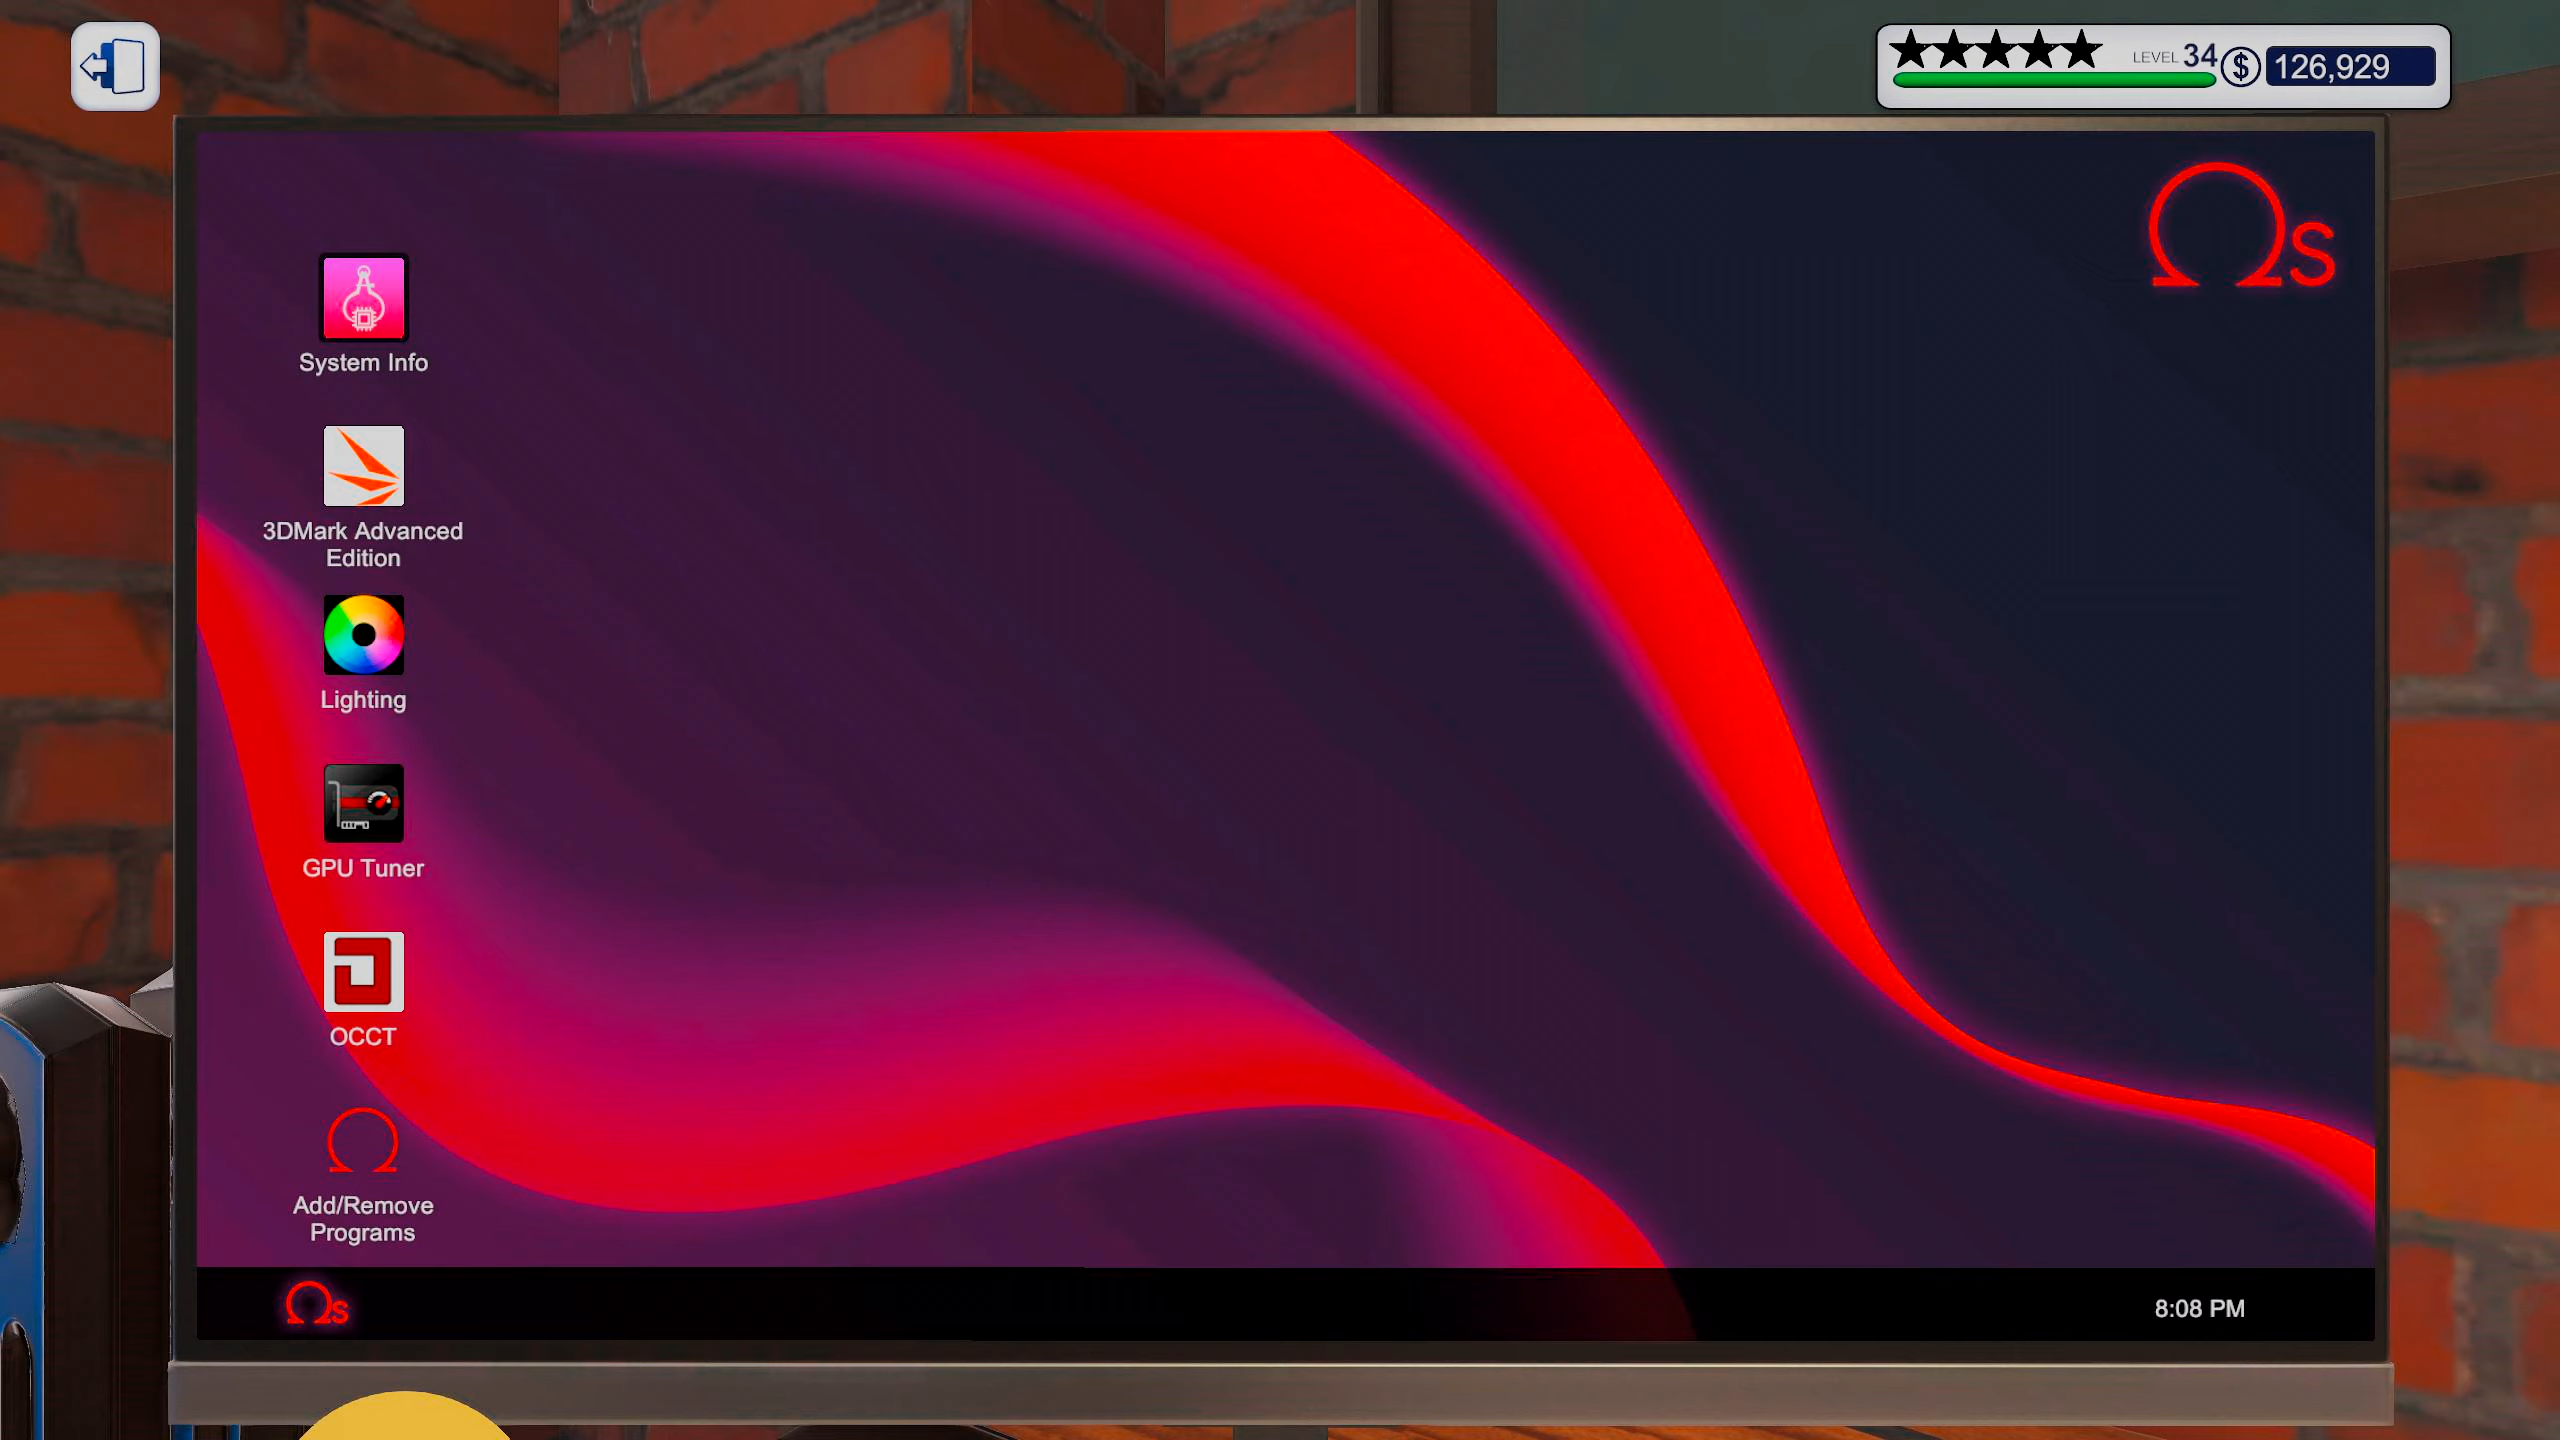 LEVEL 34
$ 126,929
Ωs
System Info
3DMark Advanced
Edition
Lighting
GPU Tuner
OCCT
Add/Remove
Programs
Ωs
8:08 PM